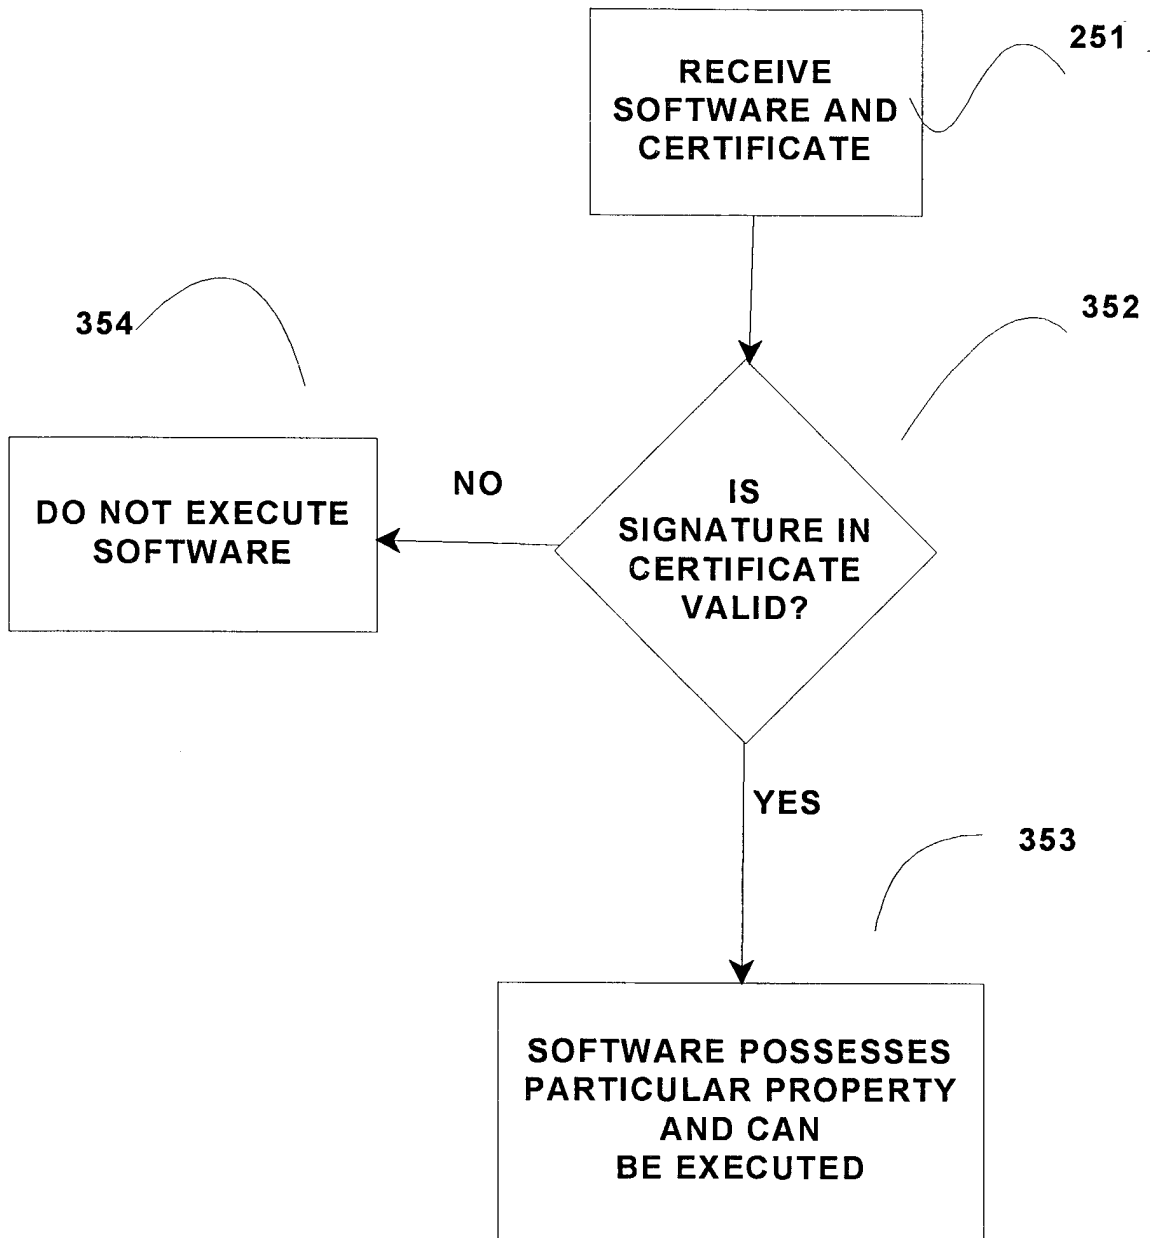 251
RECEIVE
SOFTWARE AND
CERTIFICATE
352
354
IS
SIGNATURE IN
CERTIFICATE
VALID?
NO
DO NOT EXECUTE
SOFTWARE
YES
353
SOFTWARE POSSESSES
PARTICULAR PROPERTY
AND CAN
BE EXECUTED